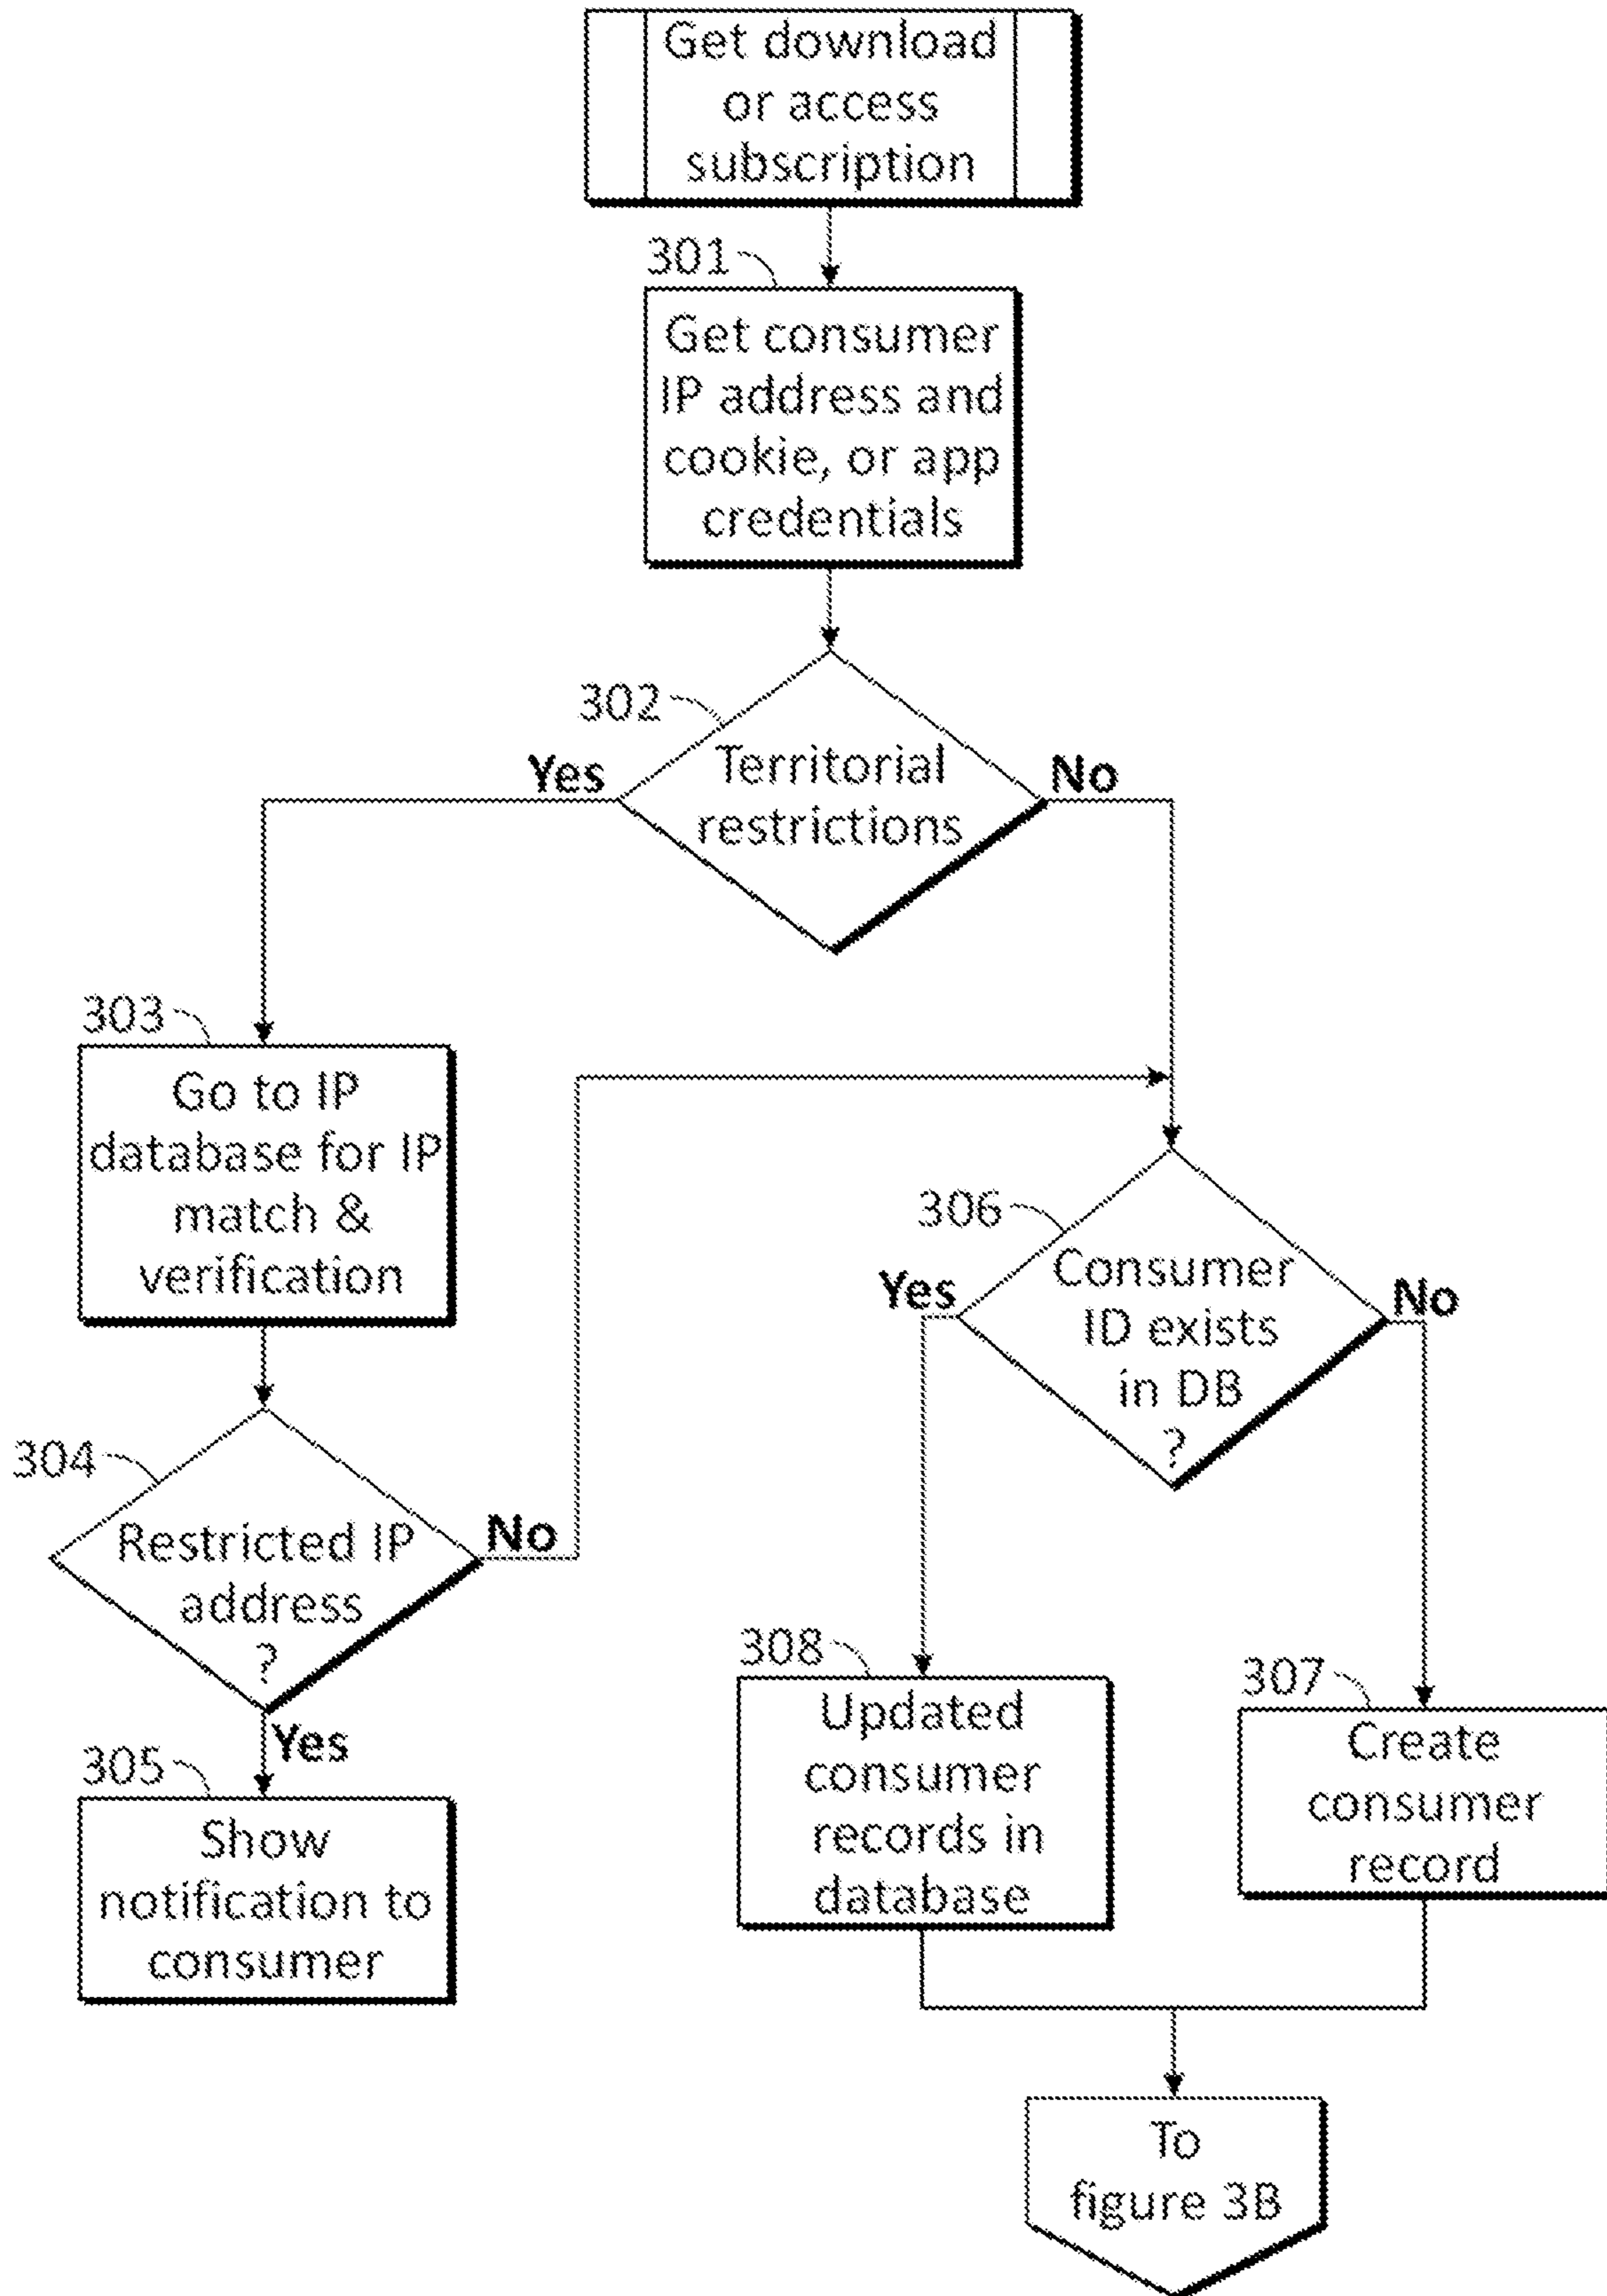 Get download
or access
subscription
301
Get consumer
IP address and
cookie, or app
credentials
302
Territorial
restrictions
Yes
No
303
Go to IP
database for IP
match &
verification
304
Restricted IP
address
?
No
Yes
305
Show
notification to
consumer
306
Consumer
ID exists
in DB
?
Yes
No
308
Updated
consumer
records in
database
307
Create
consumer
record
To
figure 3B